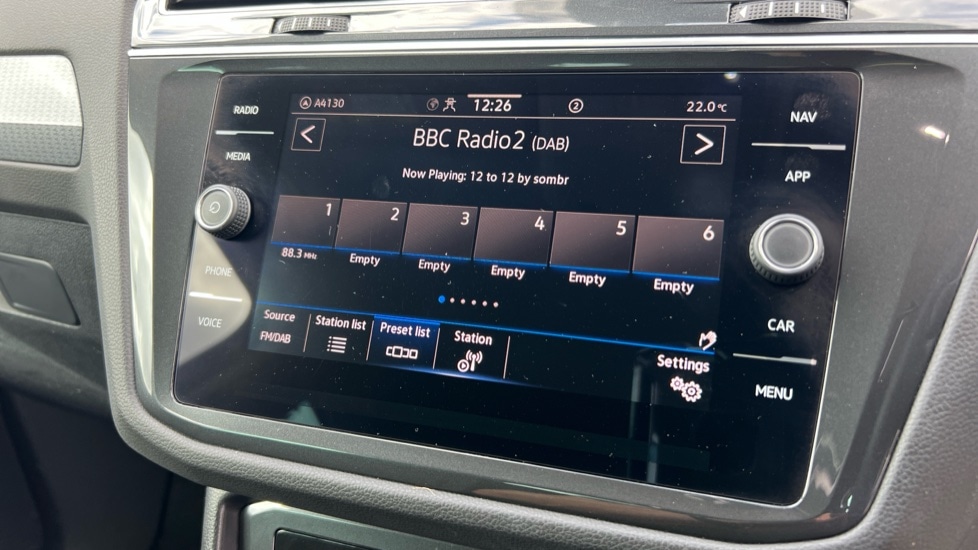 RADIO
MEDIA
PHONE
VOICE
A4130
12:26
2
22.0°C
<
BBC Radio2 (DAB)
>
Now Playing: 12 to 12 by sombr
1 2 3 4 5 6
88.3 MHz Empty Empty Empty Empty Empty
Source
FM/DAB
Station list
Preset list
Station
Settings
NAV
APP
CAR
MENU